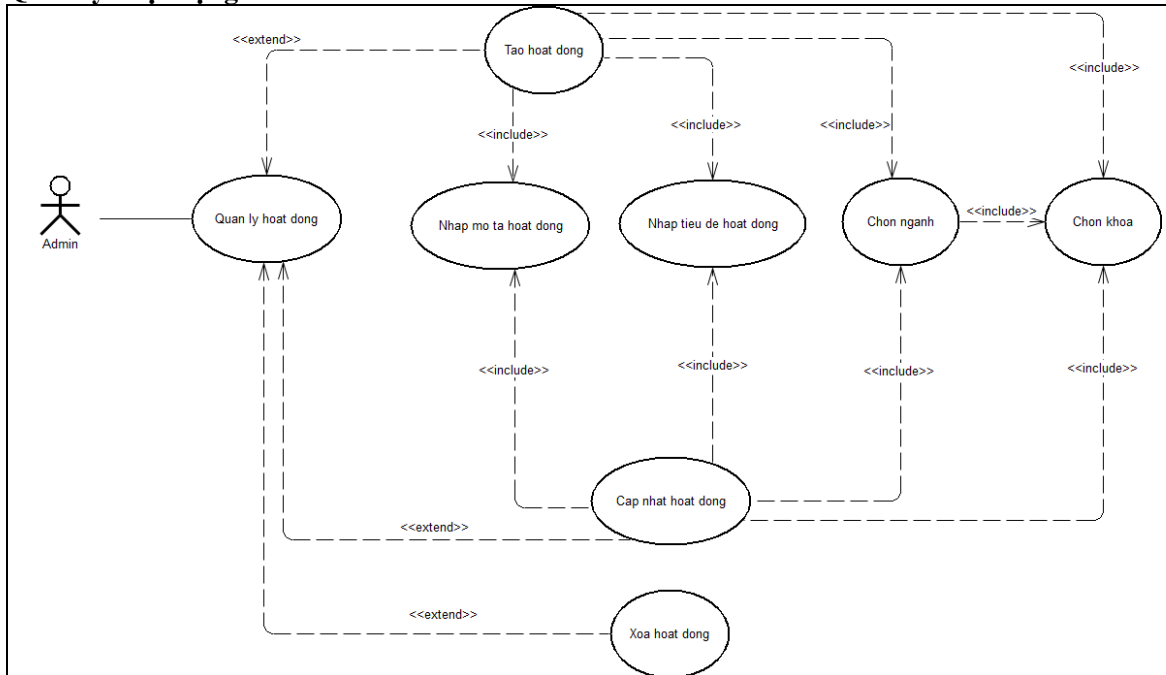 <<extend>>
Tao hoat dong
<<include>>
<<include>>
<<include>>
<<include>>
Admin
Quan ly hoat dong
Nhap mo ta hoat dong
Nhap tieu de hoat dong
Chon nganh
<<include>>
Chon khoa
<<include>>
<<include>>
<<include>>
<<include>>
Cap nhat hoat dong
<<extend>>
<<extend>>
Xoa hoat dong